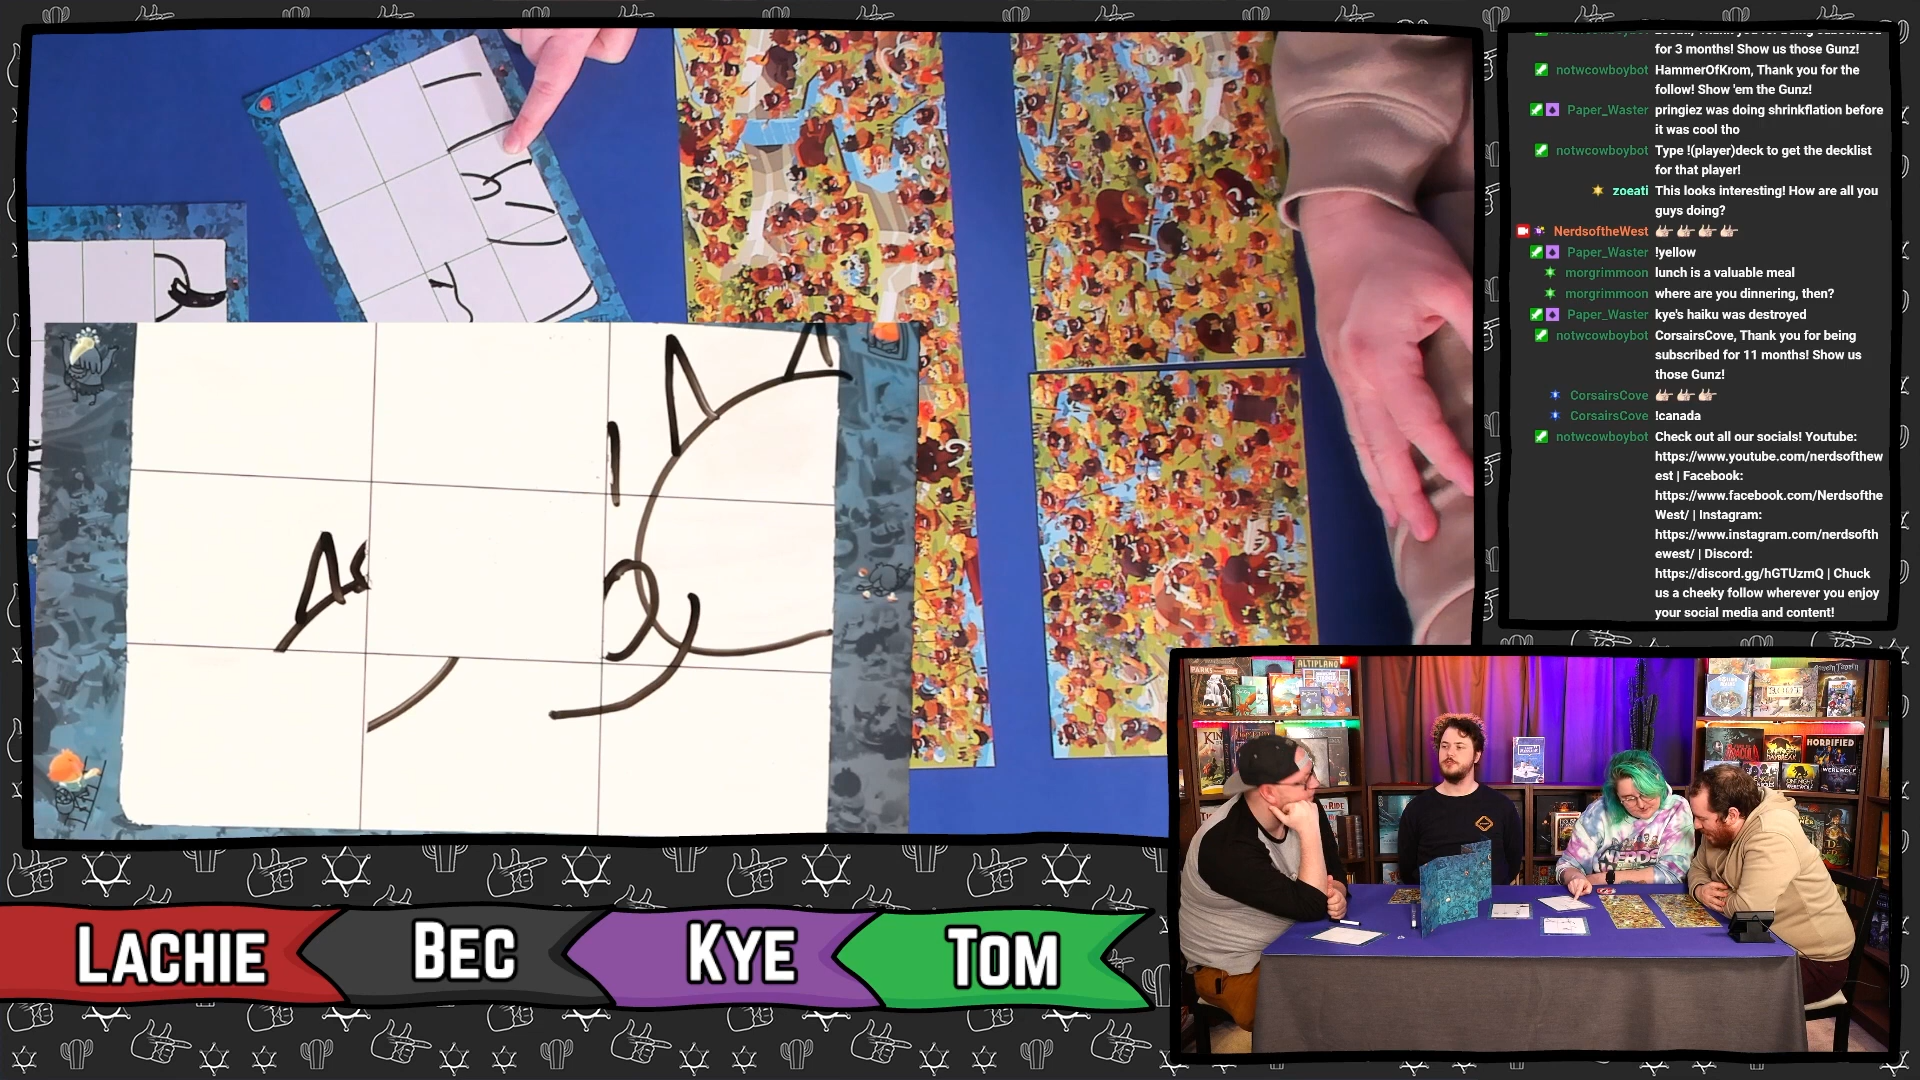 for 3 months! Show us those Gunz!
notwcowboybot HammerOfKrom, Thank you for the
follow! Show 'em the Gunz!
Paper_Waster pringiez was doing shrinkflation before
it was cool tho
notwcowboybot Type !(player)deck to get the decklist
for that player!
zoeati This looks interesting! How are all you
guys doing?
NerdsoftheWest
Paper_Waster !yellow
morgrimmoon lunch is a valuable meal
morgrimmoon where are you dinnering, then?
Paper_Waster kye's haiku was destroyed
notwcowboybot CorsairsCove, Thank you for being
subscribed for 11 months! Show us
those Gunz!
CorsairsCove
CorsairsCove !canada
notwcowboybot Check out all our socials! Youtube:
https://www.youtube.com/nerdsofthew
est | Facebook:
https://www.facebook.com/Nerdsofthe
West/ | Instagram:
https://www.instagram.com/nerdsofth
ewest/ | Discord:
https://discord.gg/hGTUzmQ | Chuck
us a cheeky follow wherever you enjoy
your social media and content!
PARKS
ALTIPLANO
HORRIFIED
NERDS
LACHIE
BEC
KYE
TOM